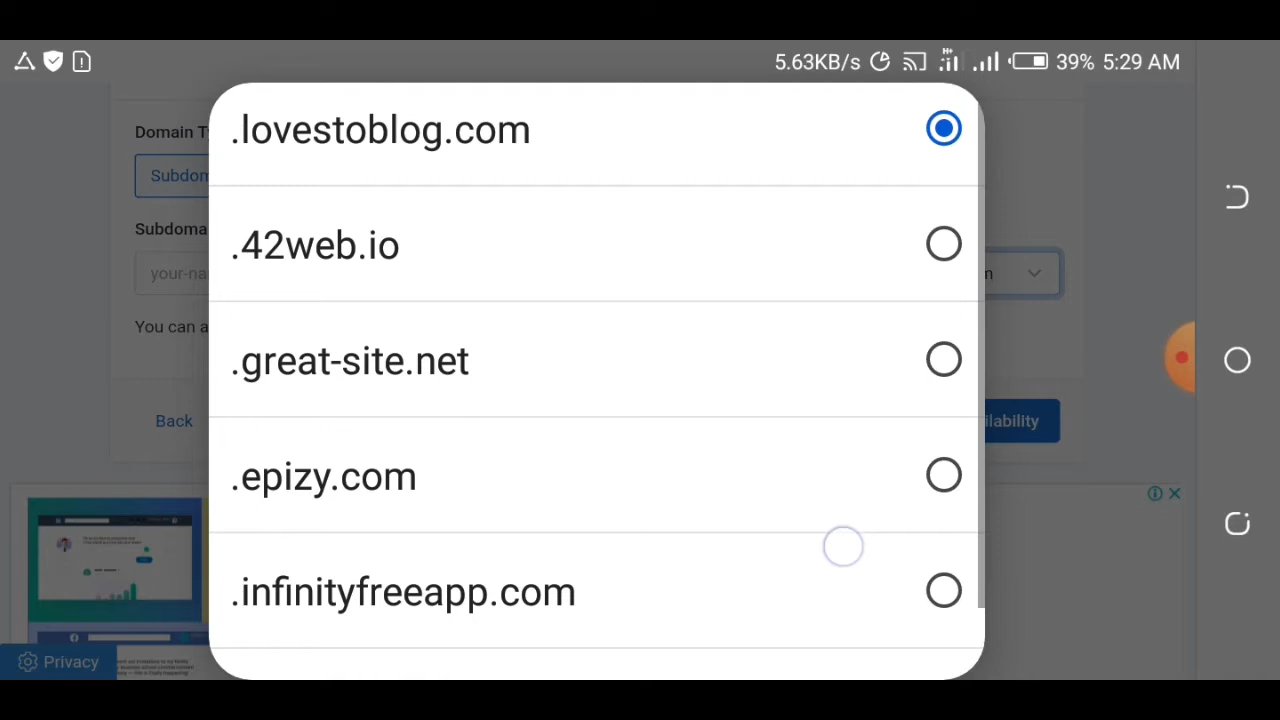 5.63KB/s H+ 39% 5:29 AM
.lovestoblog.com
Domain T
Subdom
.42web.io
Subdoma
your-na
m
You can a
.great-site.net
Back
ilability
.epizy.com
.infinityfreeapp.com
Privacy